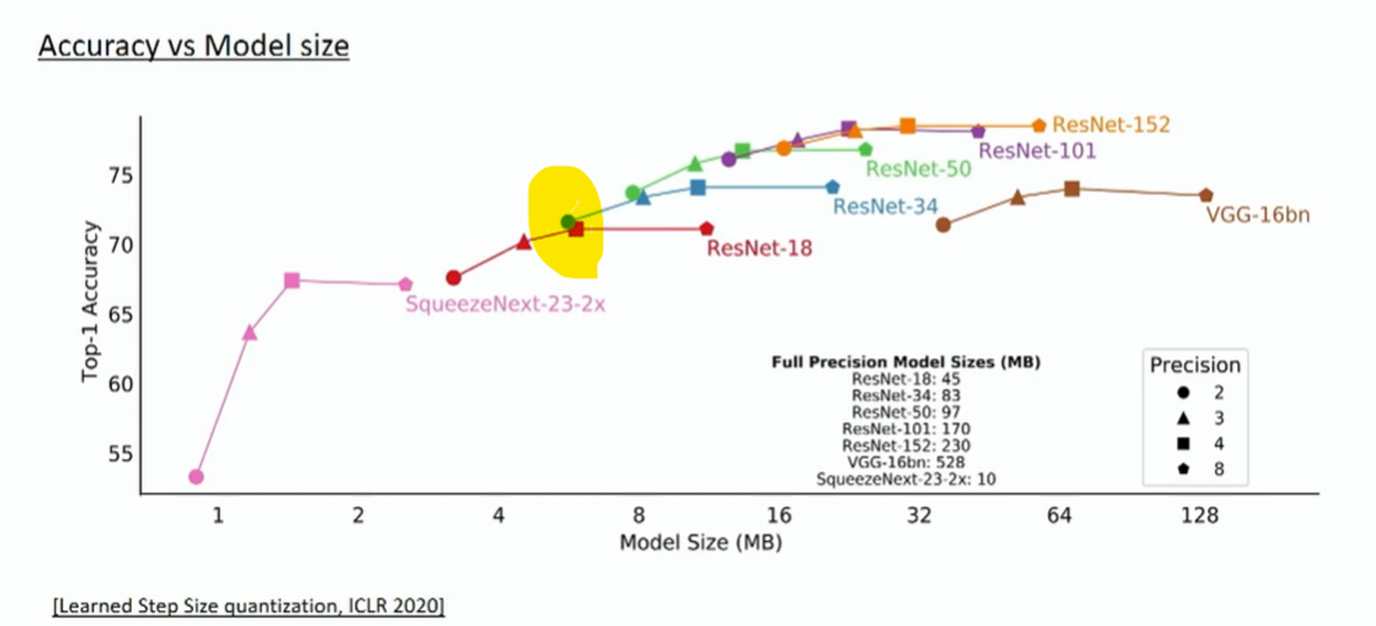 Accuracy vs Model size
Top-1 Accuracy
75
70
65
60
55
ResNet-152
ResNet-101
ResNet-50
ResNet-34
VGG-16bn
ResNet-18
SqueezeNext-23-2x
Full Precision Model Sizes (MB)
ResNet-18: 45
ResNet-34: 83
ResNet-50: 97
ResNet-101: 170
ResNet-152: 230
VGG-16bn: 528
SqueezeNext-23-2x: 10
Precision
2
3
4
8
1 2 4 8 16 32 64 128
Model Size (MB)
[Learned Step Size quantization, ICLR 2020]